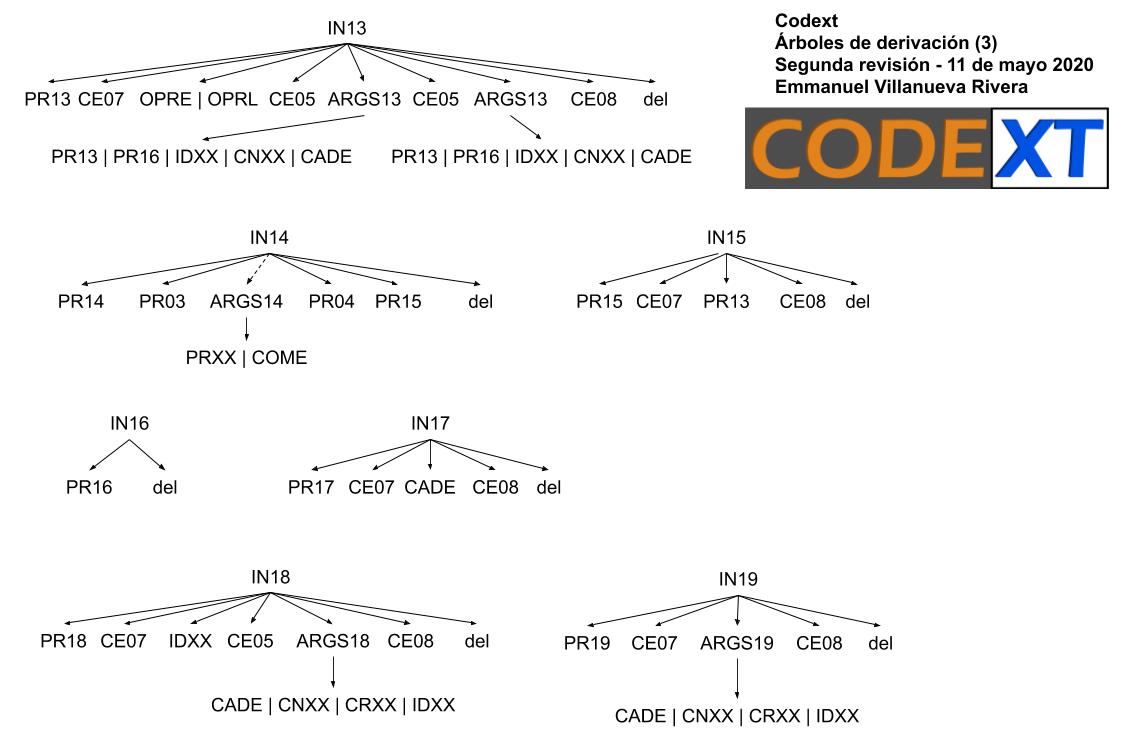 IN13
Codext
Árboles de derivación (3)
Segunda revisión - 11 de mayo 2020
Emmanuel Villanueva Rivera
CODEXT
PR13 CE07 OPRE | OPRL CE05 ARGS13 CE05 ARGS13 CE08 del
PR13 | PR16 | IDXX | CNXX | CADE PR13 | PR16 | IDXX | CNXX | CADE
IN14
PR14 PR03 ARGS14 PR04 PR15 del
PRXX | COME
IN15
PR15 CE07 PR13 CE08 del
IN16
PR16 del
IN17
PR17 CE07 CADE CE08 del
IN18
PR18 CE07 IDXX CE05 ARGS18 CE08 del
CADE | CNXX | CRXX | IDXX
IN19
PR19 CE07 ARGS19 CE08 del
CADE | CNXX | CRXX | IDXX